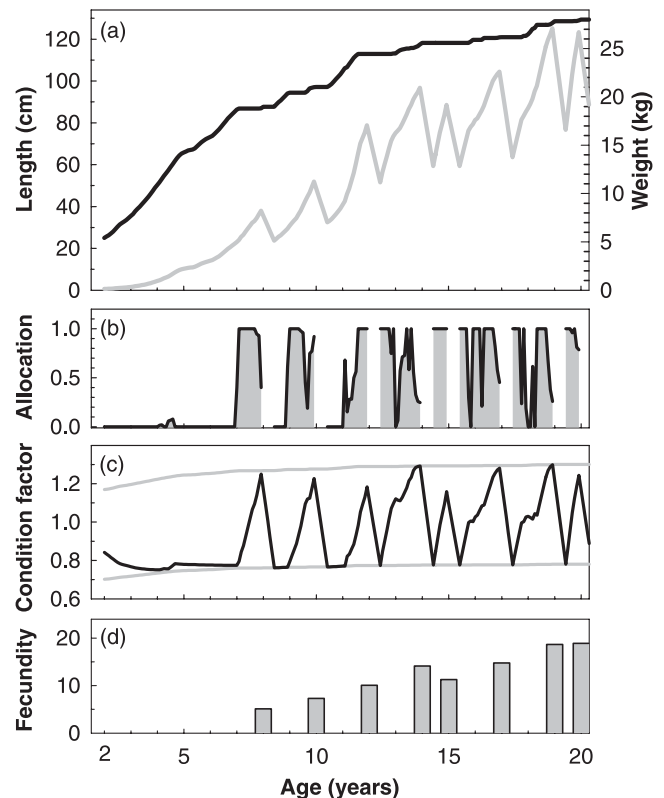 (a)
Length (cm)
120
100
80
60
40
20
0
Weight (kg)
25
20
15
10
5
0
(b)
Allocation
1.0
0.5
0.0
(c)
Condition factor
1.2
1.0
0.8
0.6
(d)
Fecundity
20
10
0
2
5
10
15
20
Age (years)